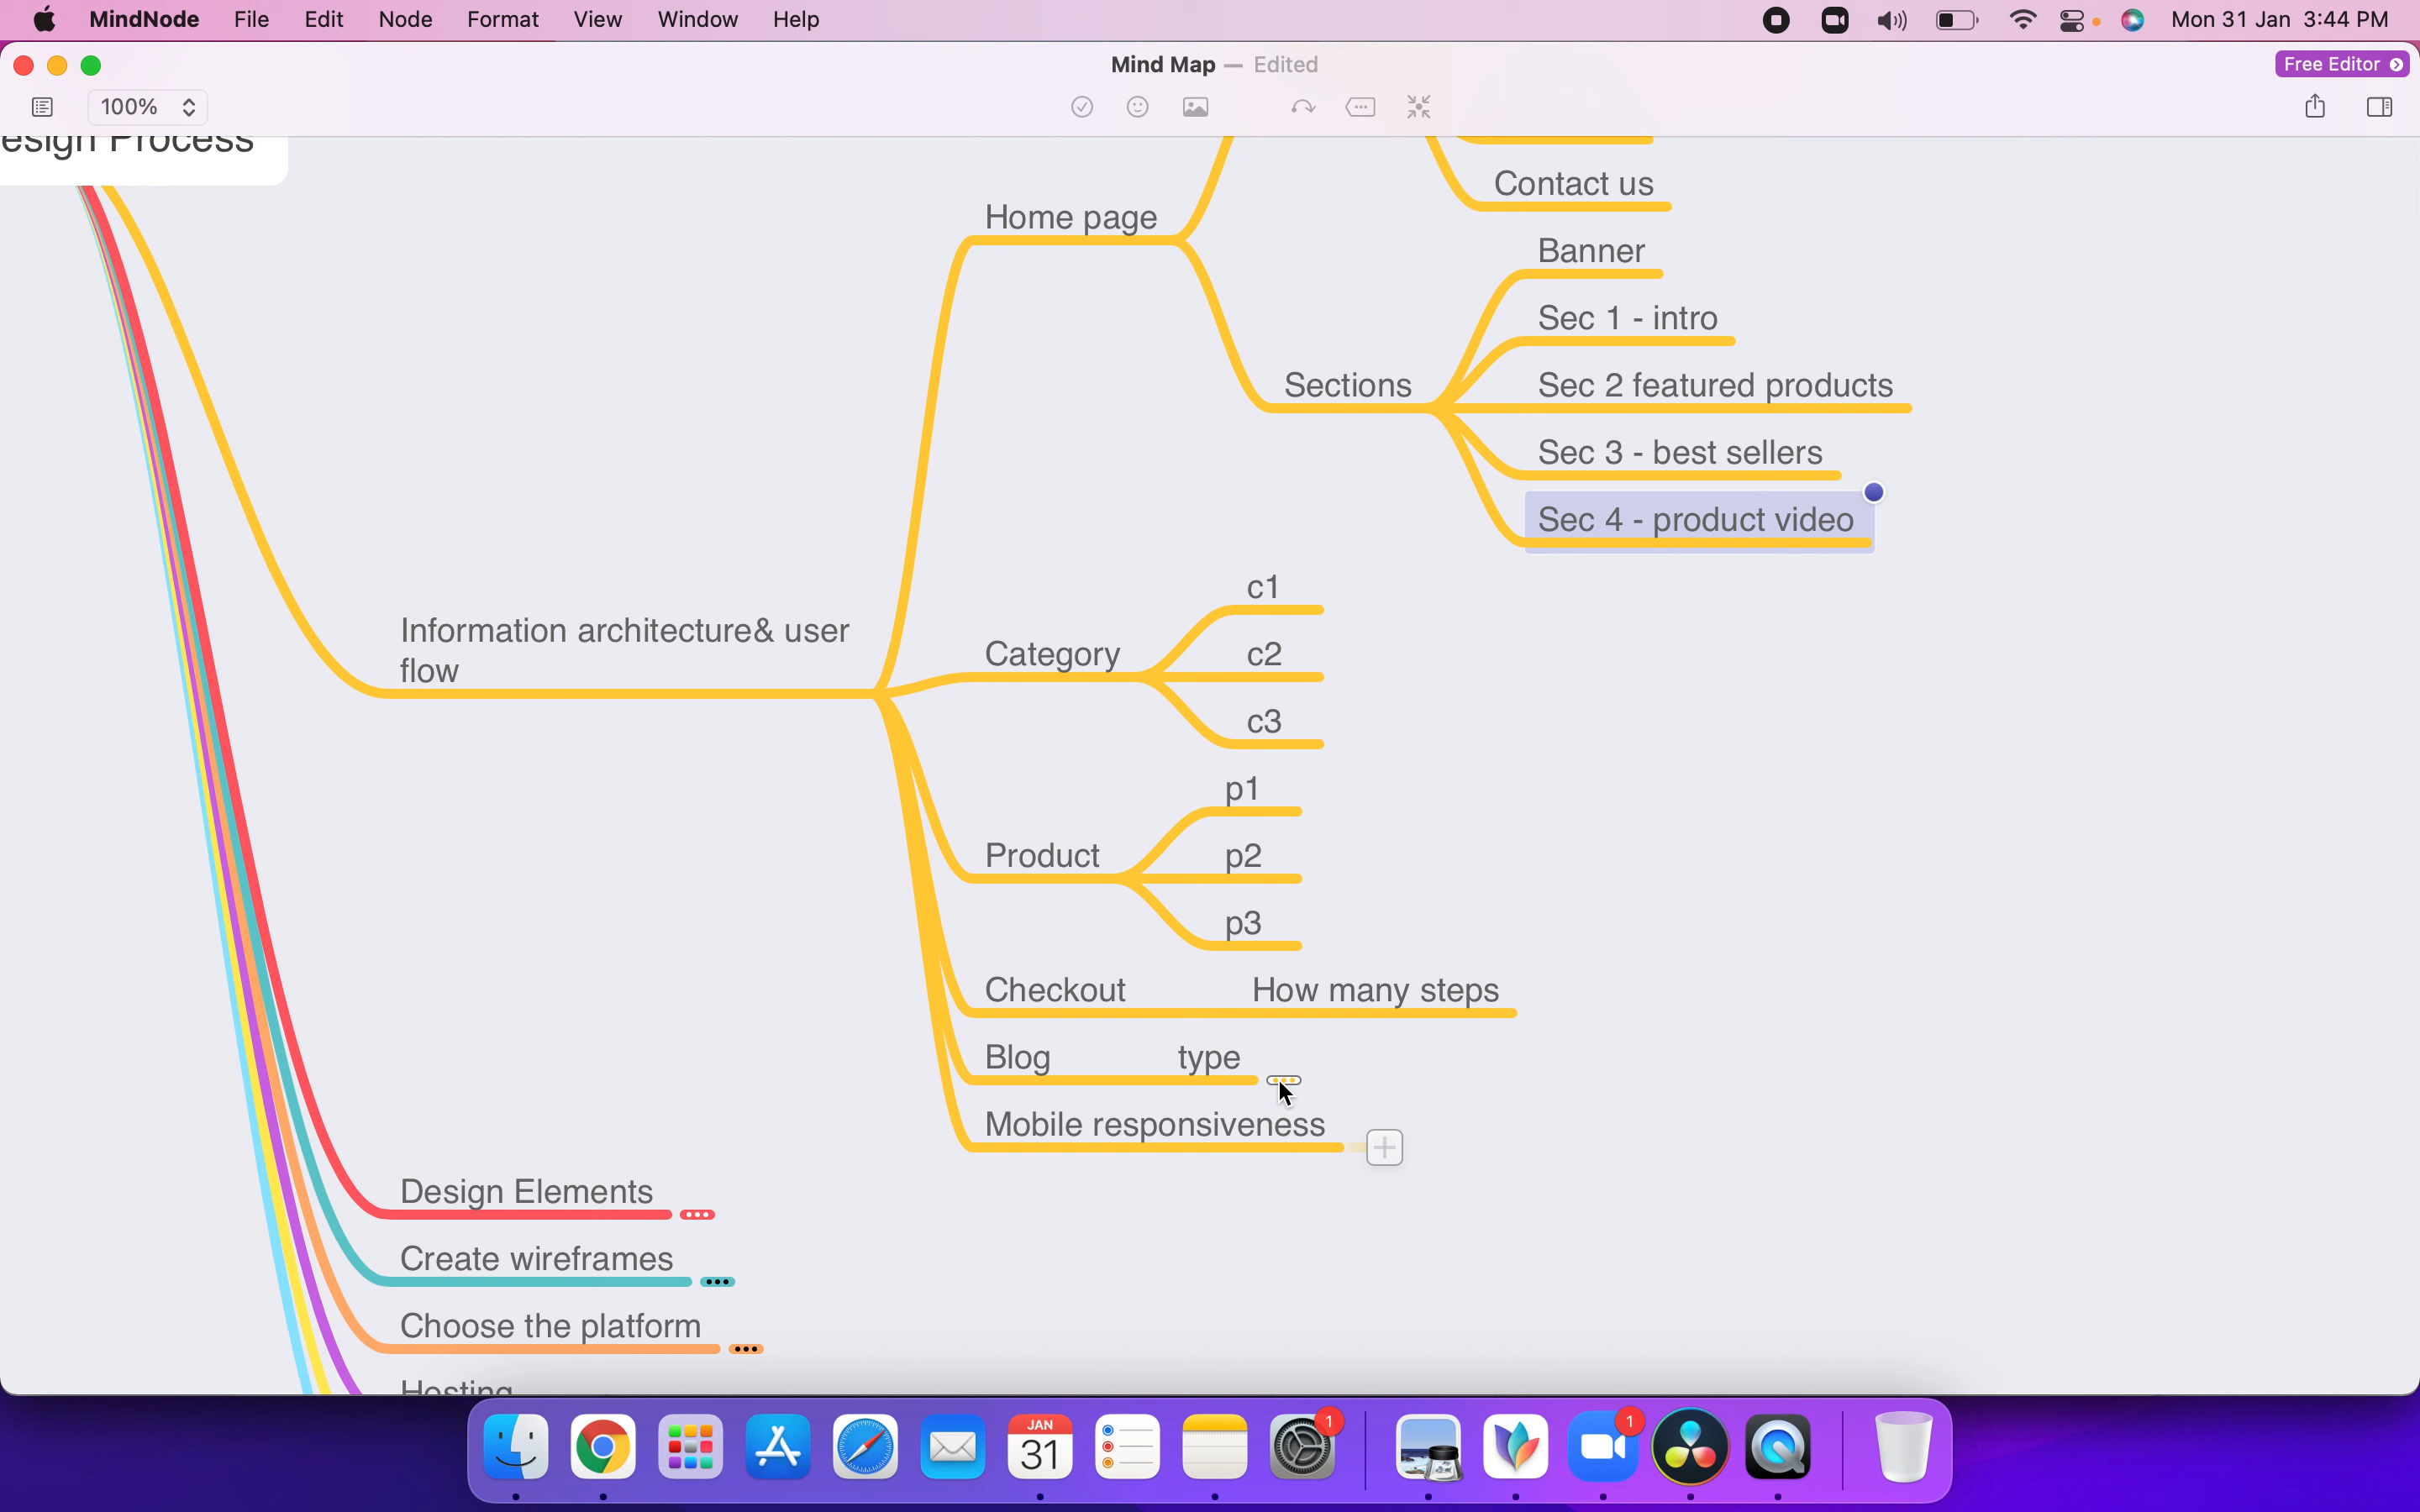 MindNode File Edit Node Format View Window Help Mon 31 Jan 3:44 PM
Mind Map — Edited
Free Editor
100%
esign Process
Contact us
Home page
Banner
Sec 1 - intro
Sections
Sec 2 featured products
Sec 3 - best sellers
Sec 4 - product video
c1
Information architecture& user
flow
Category
c2
c3
p1
Product
p2
p3
Checkout
How many steps
Blog
type
Mobile responsiveness
Design Elements
Create wireframes
Choose the platform
Hosting
JAN
31
1
1